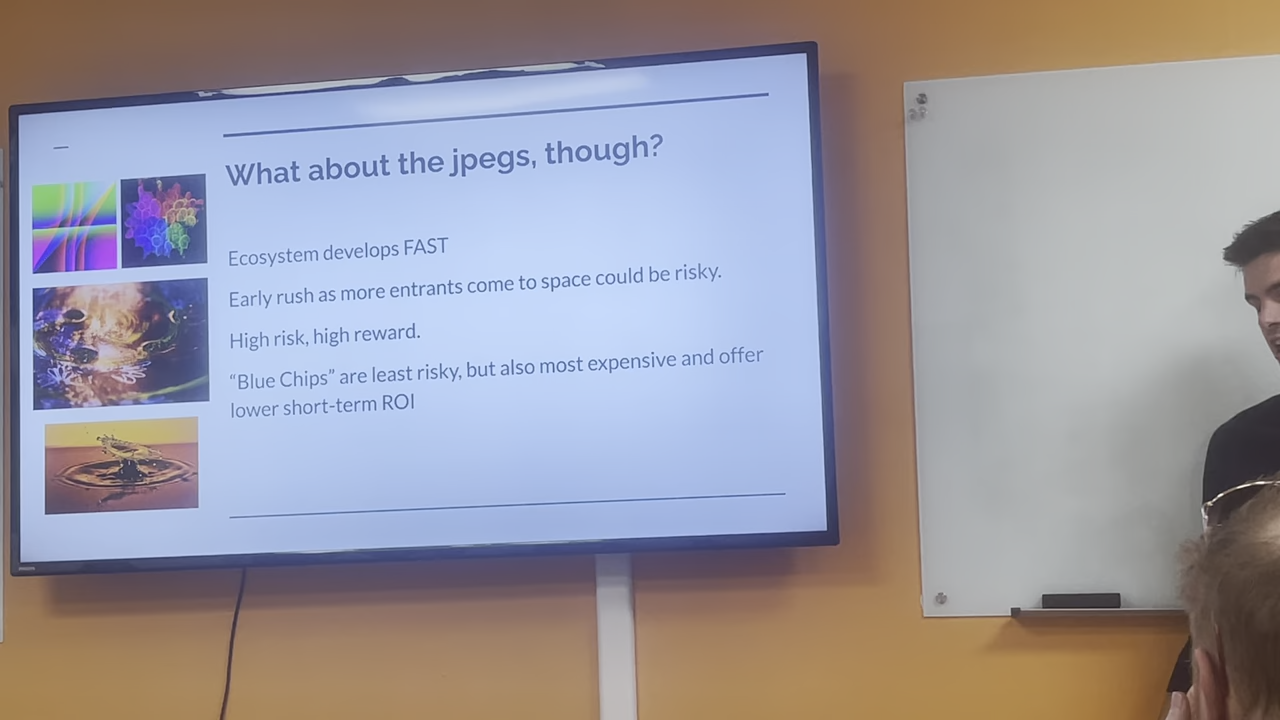 What about the jpegs, though?
Ecosystem develops FAST
Early rush as more entrants come to space could be risky.
High risk, high reward.
“Blue Chips” are least risky, but also most expensive and offer
lower short-term ROI